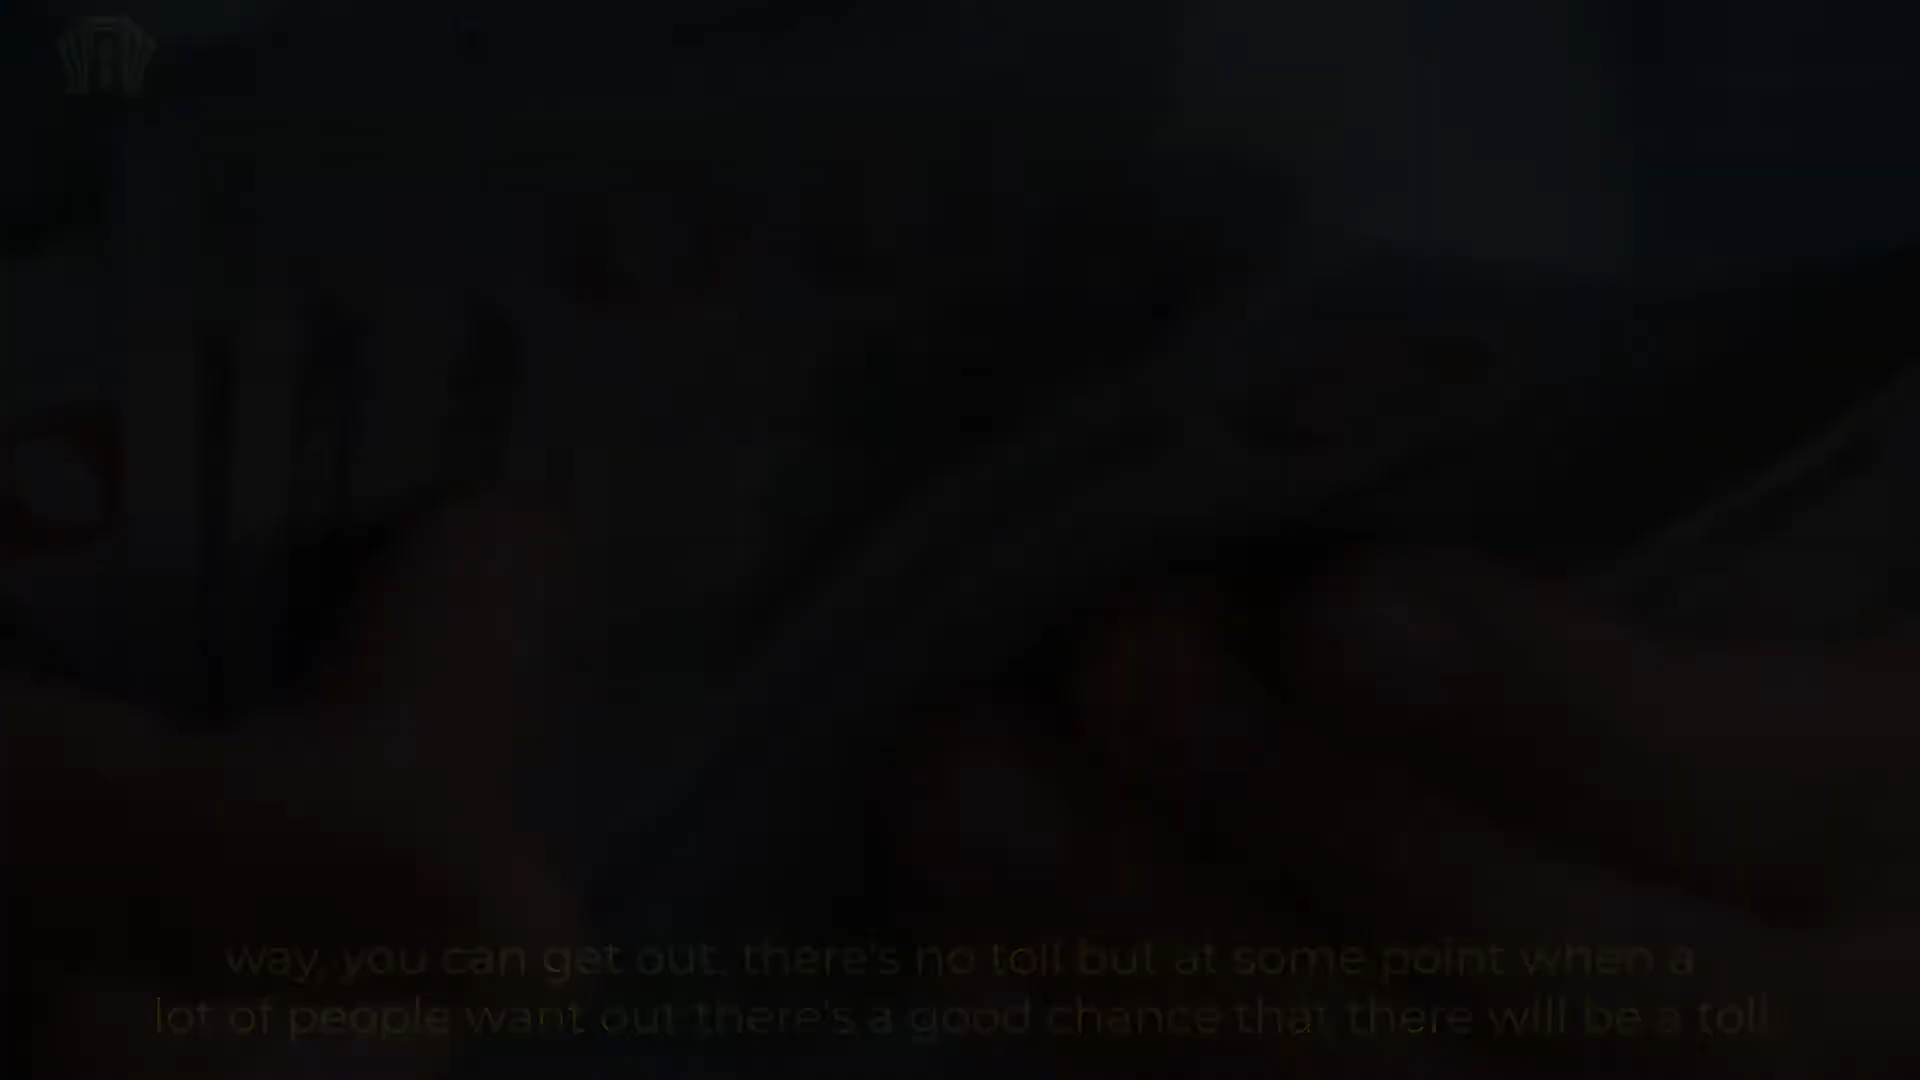 way, you can get out, there's no toll but at some point when a
lot of people want out there's a good chance that there will be a toll